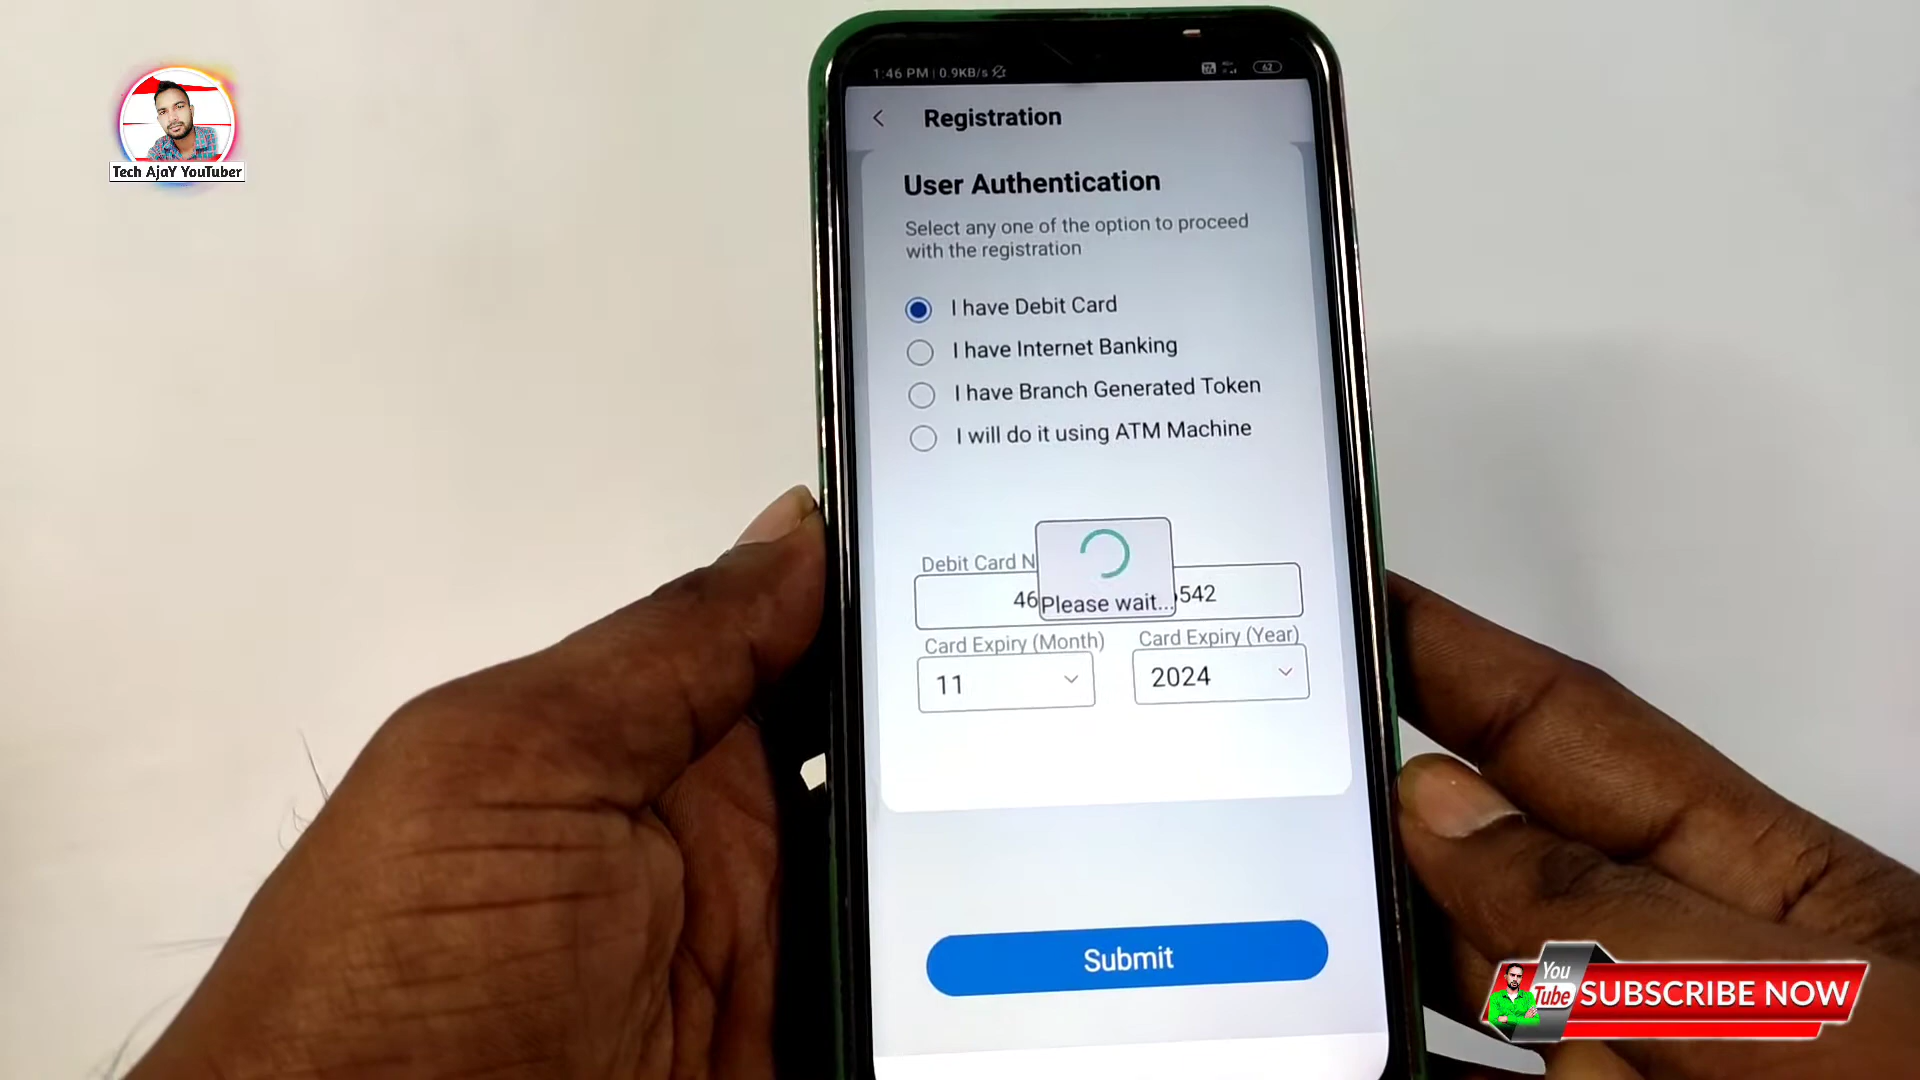 Tech AjaY YouTuber
1:46 PM | 0.9KB/s
62
Registration
User Authentication
Select any one of the option to proceed
with the registration
I have Debit Card
I have Internet Banking
I have Branch Generated Token
I will do it using ATM Machine
Debit Card N
46
Please wait...
542
Card Expiry (Month)
Card Expiry (Year)
11
2024
Submit
You
Tube
SUBSCRIBE NOW